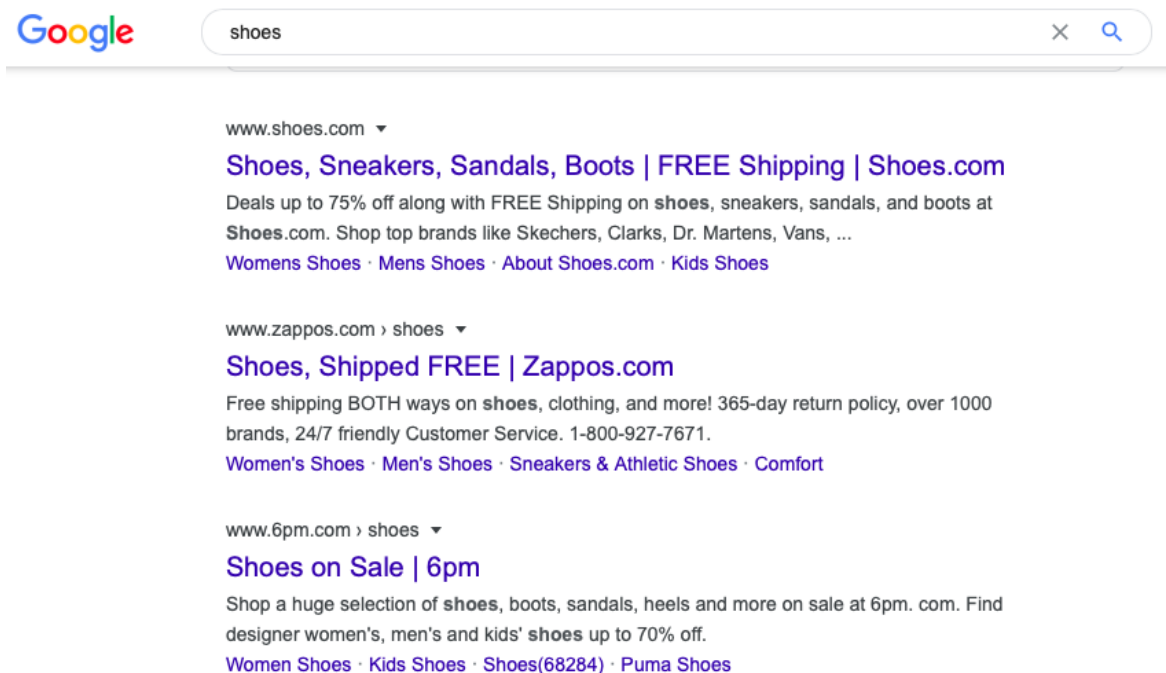 Google
shoes
www.shoes.com
Shoes, Sneakers, Sandals, Boots | FREE Shipping | Shoes.com
Deals up to 75% off along with FREE Shipping on shoes, sneakers, sandals, and boots at
Shoes.com. Shop top brands like Skechers, Clarks, Dr. Martens, Vans, ...
Womens Shoes · Mens Shoes · About Shoes.com · Kids Shoes
www.zappos.com › shoes
Shoes, Shipped FREE | Zappos.com
Free shipping BOTH ways on shoes, clothing, and more! 365-day return policy, over 1000
brands, 24/7 friendly Customer Service. 1-800-927-7671.
Women's Shoes · Men's Shoes · Sneakers & Athletic Shoes · Comfort
www.6pm.com › shoes
Shoes on Sale | 6pm
Shop a huge selection of shoes, boots, sandals, heels and more on sale at 6pm. com. Find
designer women's, men's and kids' shoes up to 70% off.
Women Shoes · Kids Shoes · Shoes(68284) · Puma Shoes